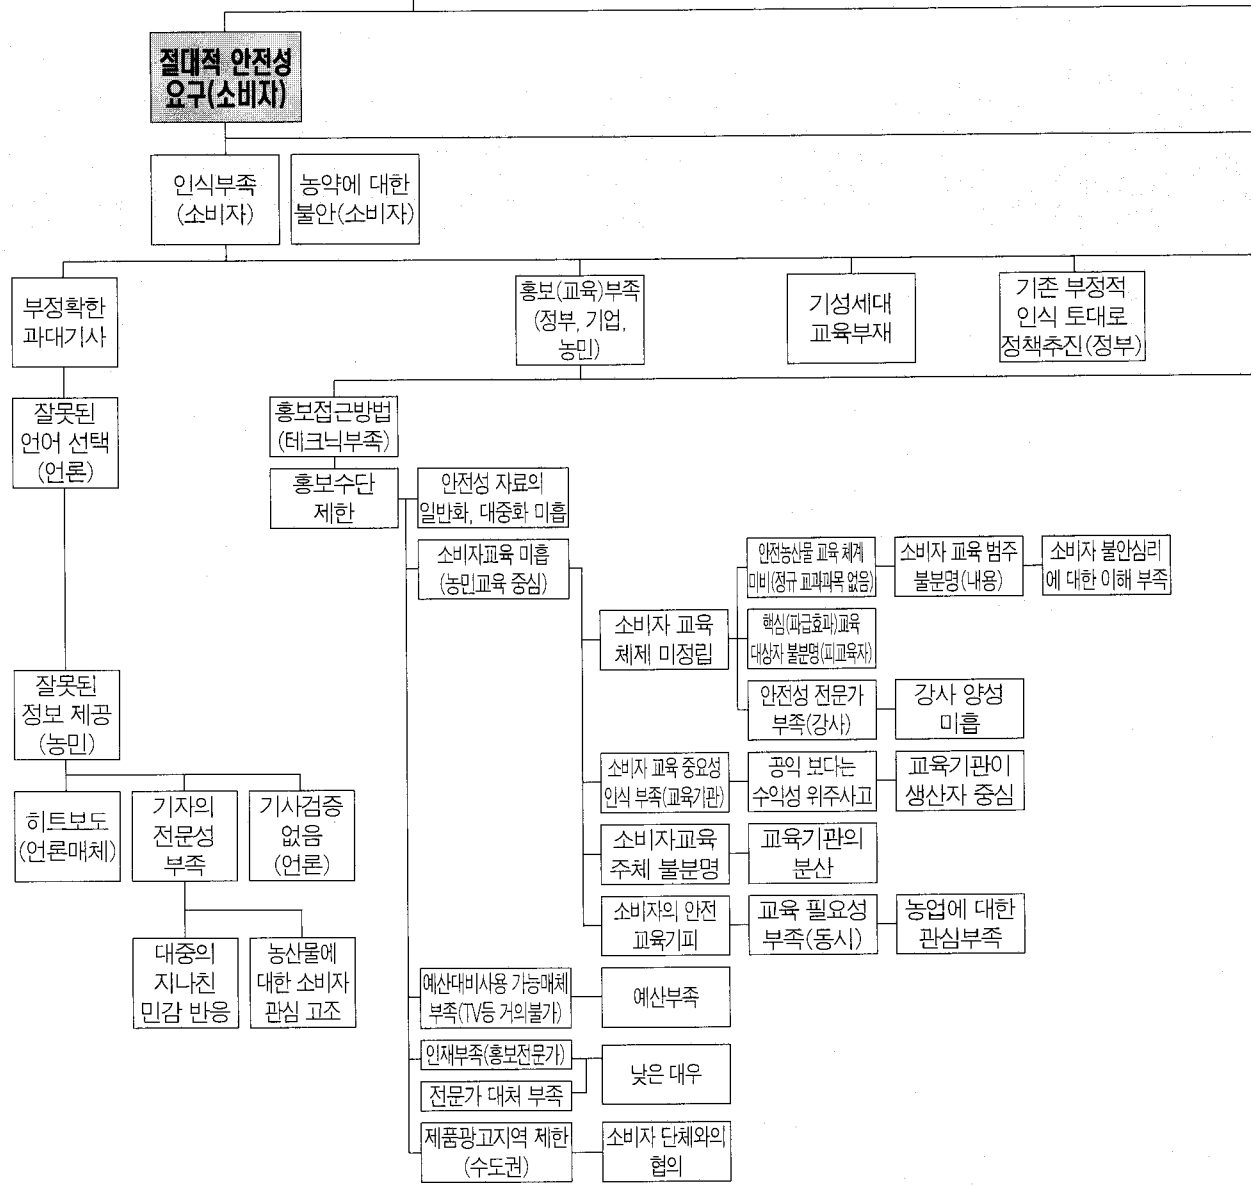 절대적 안전성
요구(소비자)
인식부족
(소비자)
농약에 대한
불안(소비자)
부정확한
과대기사
홍보(교육)부족
(정부, 기업,
농민)
기성세대
교육부재
기존 부정적
인식 토대로
정책추진(정부)
잘못된
언어 선택
(언론)
홍보접근방법
(테크닉부족)
홍보수단
제한
안전성 자료의
일반화, 대중화 미흡
소비자교육 미흡
(농민교육 중심)
안전농산물 교육 체계
미비(정규 교과과목 없음)
소비자 교육 범주
불분명(내용)
소비자 불안심리
에 대한 이해 부족
소비자 교육
체제 미정립
핵심(파급효과)교육
대상자 불분명(피교육자)
안전성 전문가
부족(강사)
강사 양성
미흡
잘못된
정보 제공
(농민)
소비자 교육 중요성
인식 부족(교육기관)
공익 보다는
수익성 위주사고
교육기관이
생산자 중심
히트보도
(언론매체)
기자의
전문성
부족
기사검증
없음
(언론)
소비자교육
주체 불분명
교육기관의
분산
소비자의 안전
교육기피
교육 필요성
부족(동시)
농업에 대한
관심부족
대중의
지나친
민감 반응
농산물에
대한 소비자
관심 고조
예산대비사용 가능매체
부족(TV등 거의불가)
예산부족
인재부족(홍보전문가)
전문가 대처 부족
낮은 대우
제품광고지역 제한
(수도권)
소비자 단체와의
협의